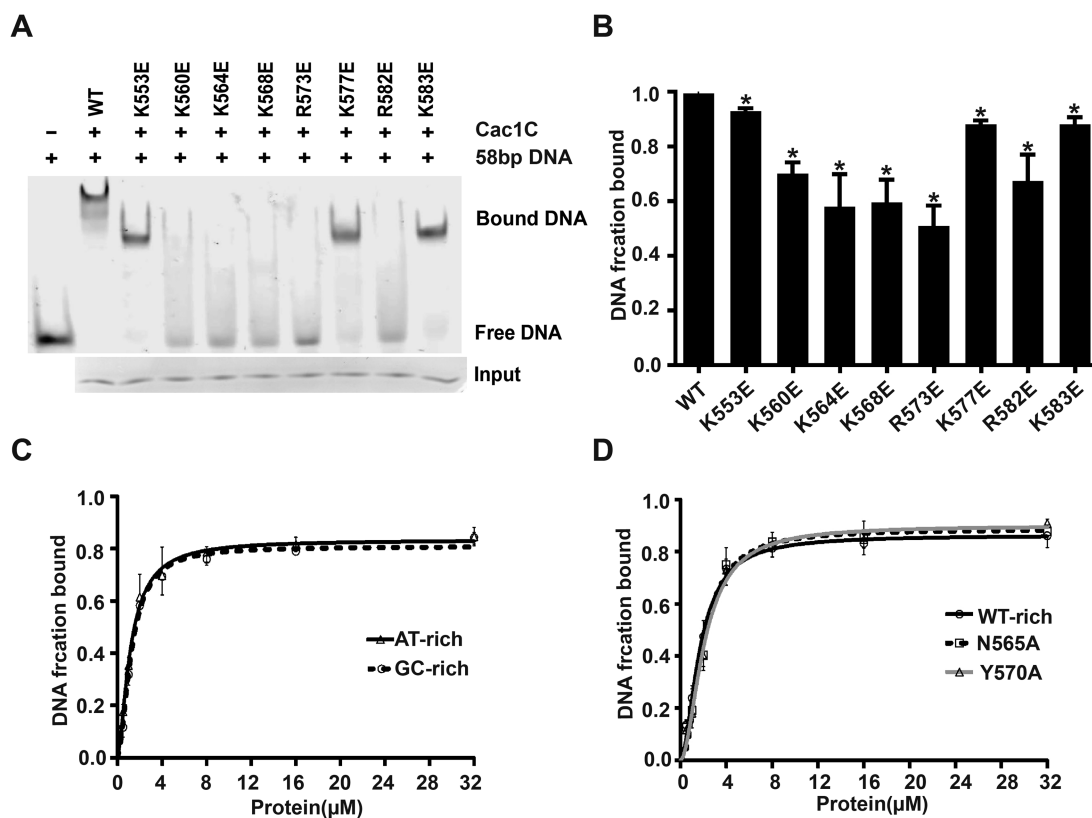 A
WT K553E K560E K564E K568E R573E K577E R582E K583E
− + + + + + + + + + Cac1C
+ + + + + + + + + + 58bp DNA
Bound DNA
Free DNA
Input
B
DNA frcation bound
1.0
0.8
0.6
0.4
0.2
0.0
* * * * * * * *
WT K553E K560E K564E K568E R573E K577E R582E K583E
C
DNA frcation bound
1.0
0.8
0.6
0.4
0.2
0.0
AT-rich
GC-rich
0 4 8 12 16 20 24 28 32
Protein(μM)
D
DNA frcation bound
1.0
0.8
0.6
0.4
0.2
0.0
WT-rich
N565A
Y570A
0 4 8 12 16 20 24 28 32
Protein(μM)